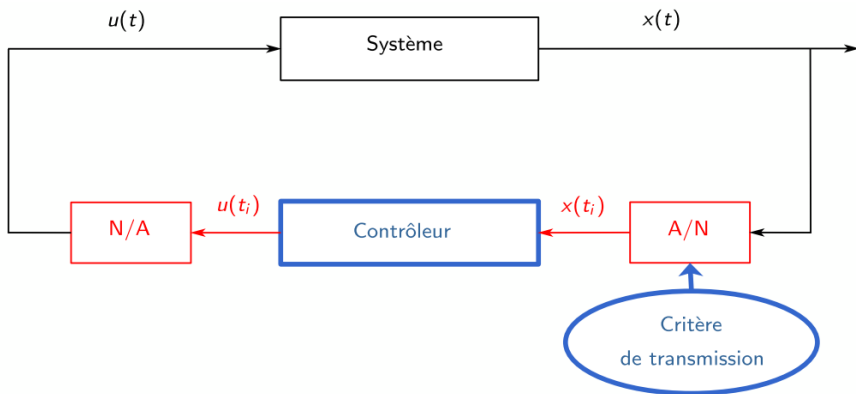 u(t)
x(t)
Système
u(tᵢ)
x(tᵢ)
N/A
Contrôleur
A/N
Critère
de transmission